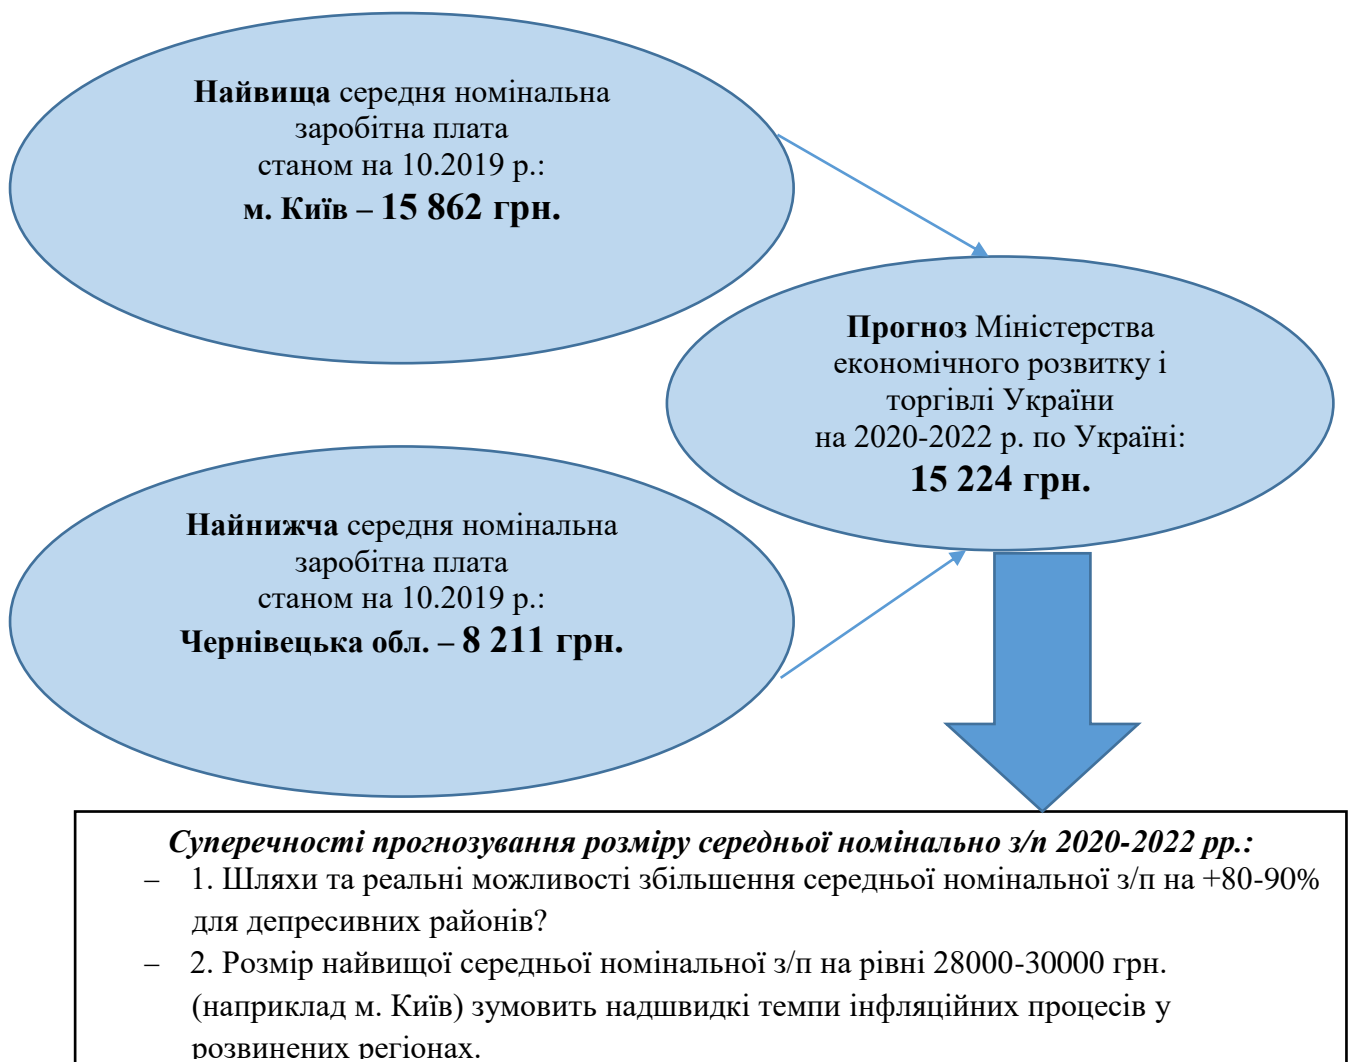 Найвища середня номінальна
заробітна плата
станом на 10.2019 р.:
м. Київ – 15 862 грн.
Прогноз Міністерства
економічного розвитку і
торгівлі України
на 2020-2022 р. по Україні:
15 224 грн.
Найнижча середня номінальна
заробітна плата
станом на 10.2019 р.:
Чернівецька обл. – 8 211 грн.
Суперечності прогнозування розміру середньої номінально з/п 2020-2022 рр.:
– 1. Шляхи та реальні можливості збільшення середньої номінальної з/п на +80-90%
для депресивних районів?
– 2. Розмір найвищої середньої номінальної з/п на рівні 28000-30000 грн.
(наприклад м. Київ) зумовить надшвидкі темпи інфляційних процесів у
розвинених регіонах.